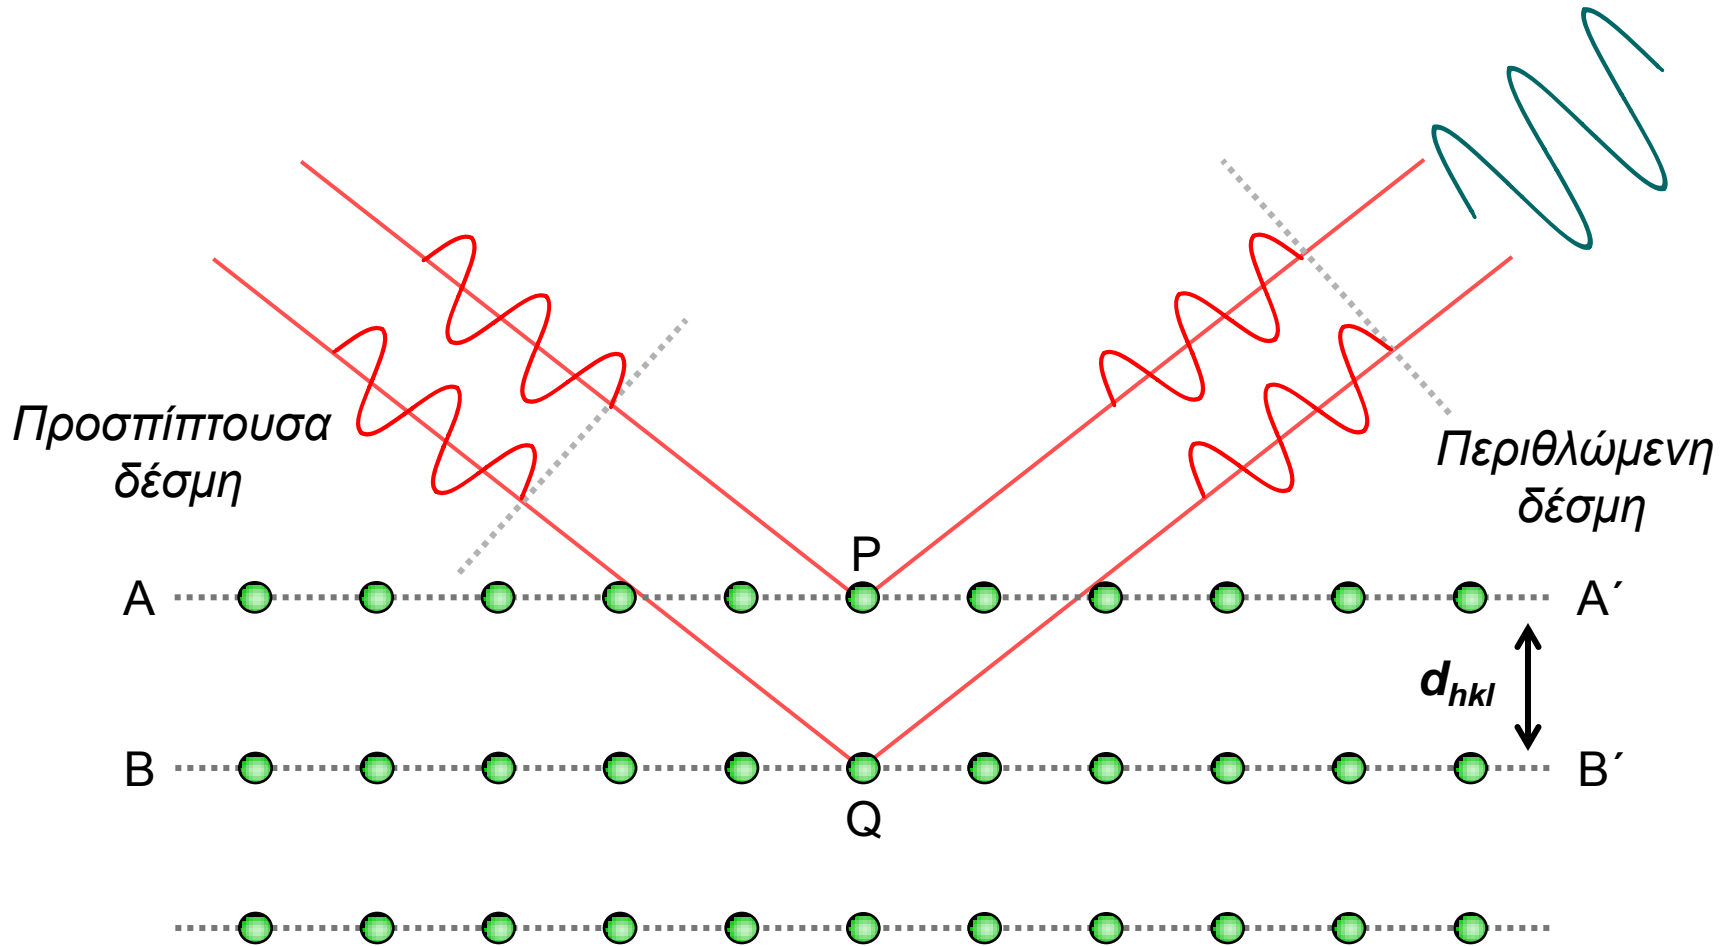 Προσπίπτουσα
δέσμη
Περιθλώμενη
δέσμη
P
A
A´
d_hkl
B
B´
Q